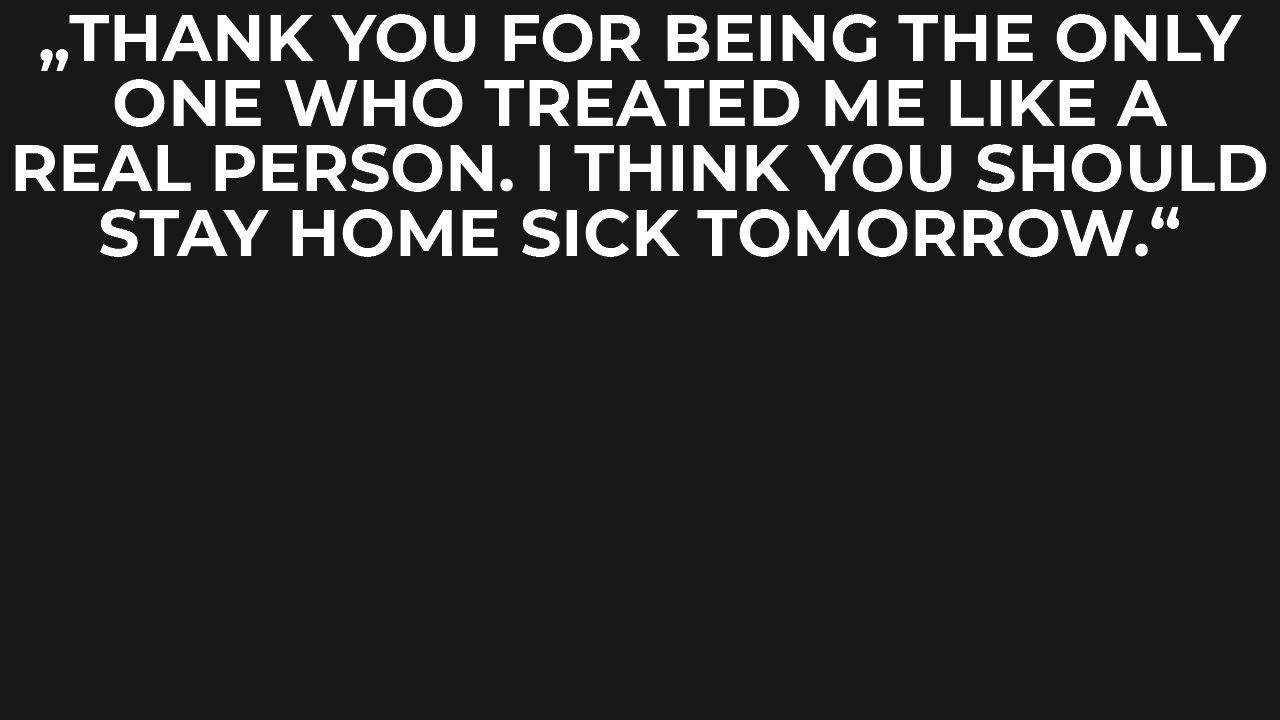 „THANK YOU FOR BEING THE ONLY
ONE WHO TREATED ME LIKE A
REAL PERSON. I THINK YOU SHOULD
STAY HOME SICK TOMORROW.“